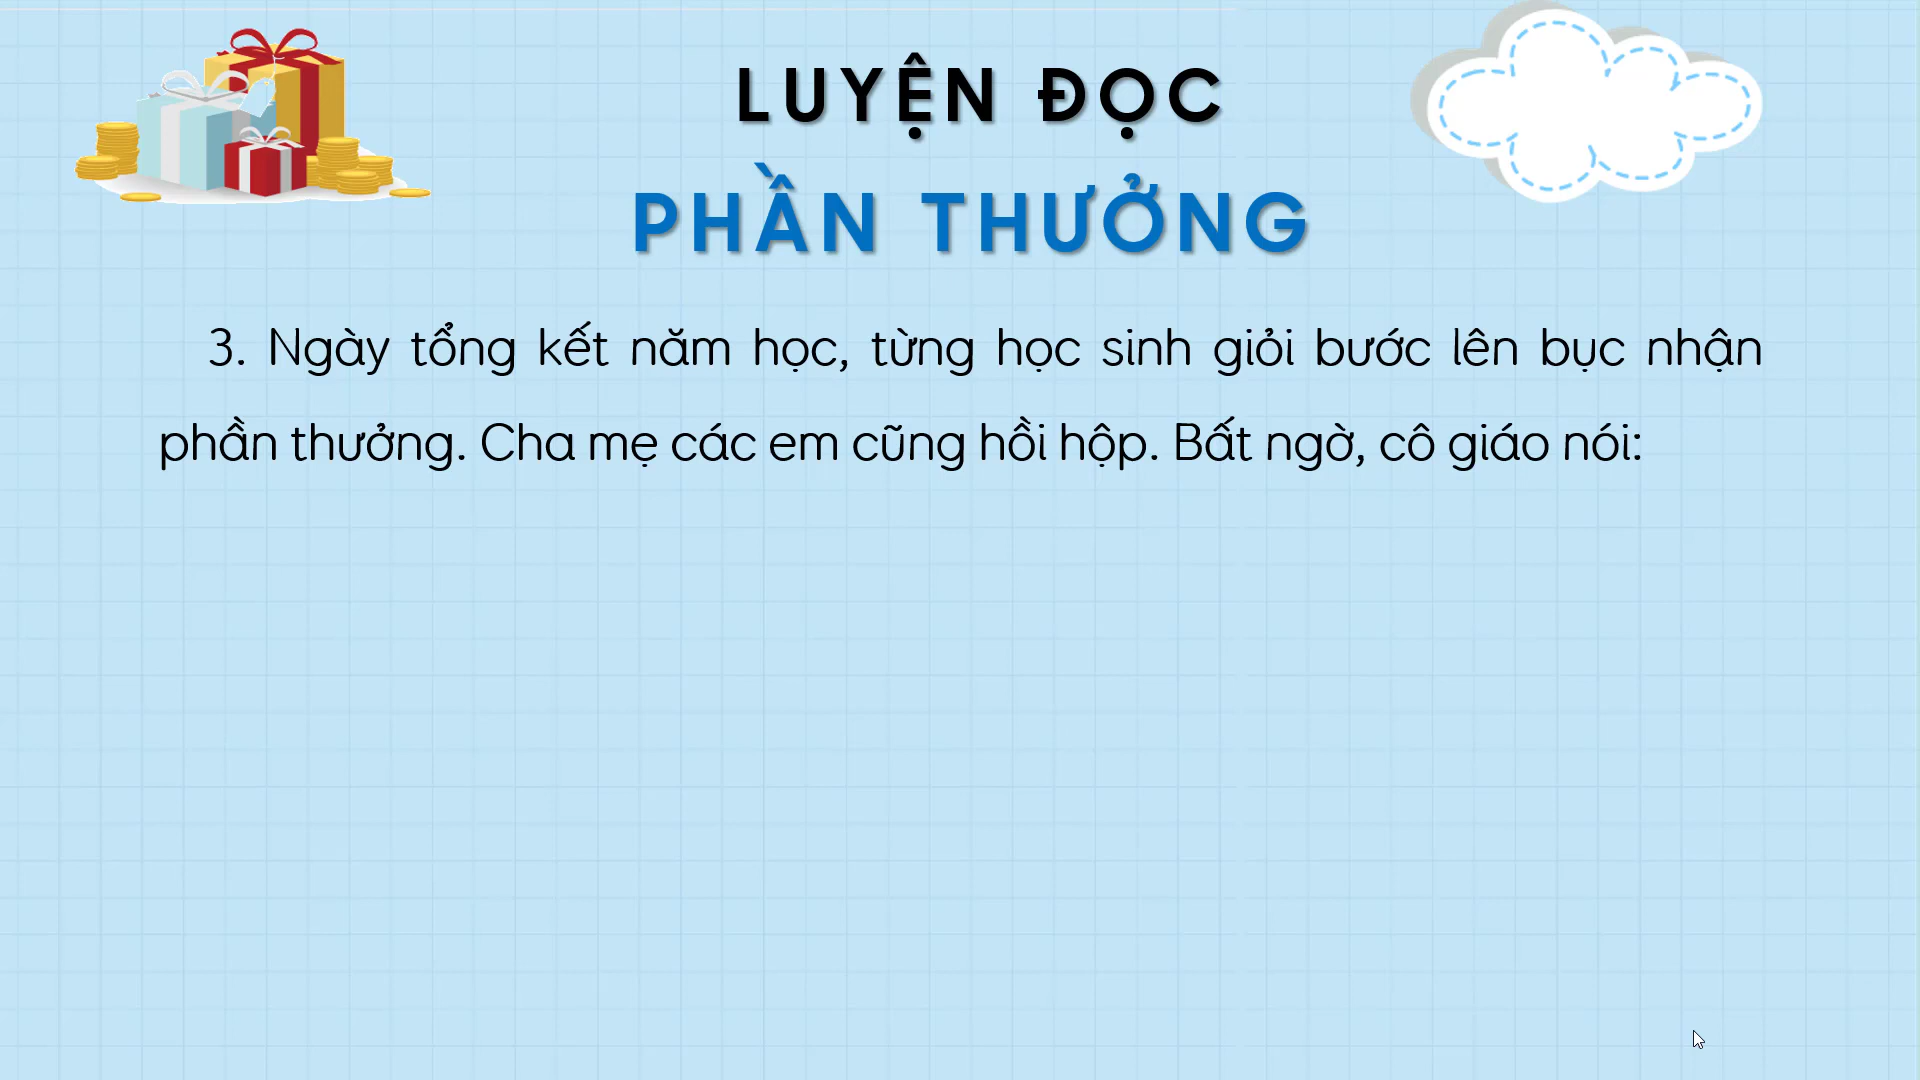 LUYỆN ĐỌC
PHẦN THƯỞNG
3. Ngày tổng kết năm học, từng học sinh giỏi bước lên bục nhận
phần thưởng. Cha mẹ các em cũng hồi hộp. Bất ngờ, cô giáo nói: